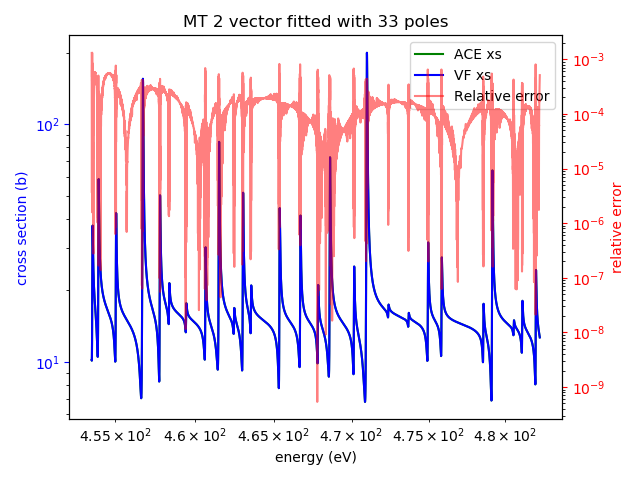 MT 2 vector fitted with 33 poles
ACE xs
VF xs
Relative error
cross section (b)
10²
10¹
relative error
10⁻³
10⁻⁴
10⁻⁵
10⁻⁶
10⁻⁷
10⁻⁸
10⁻⁹
4.55 × 10² 4.6 × 10² 4.65 × 10² 4.7 × 10² 4.75 × 10² 4.8 × 10²
energy (eV)